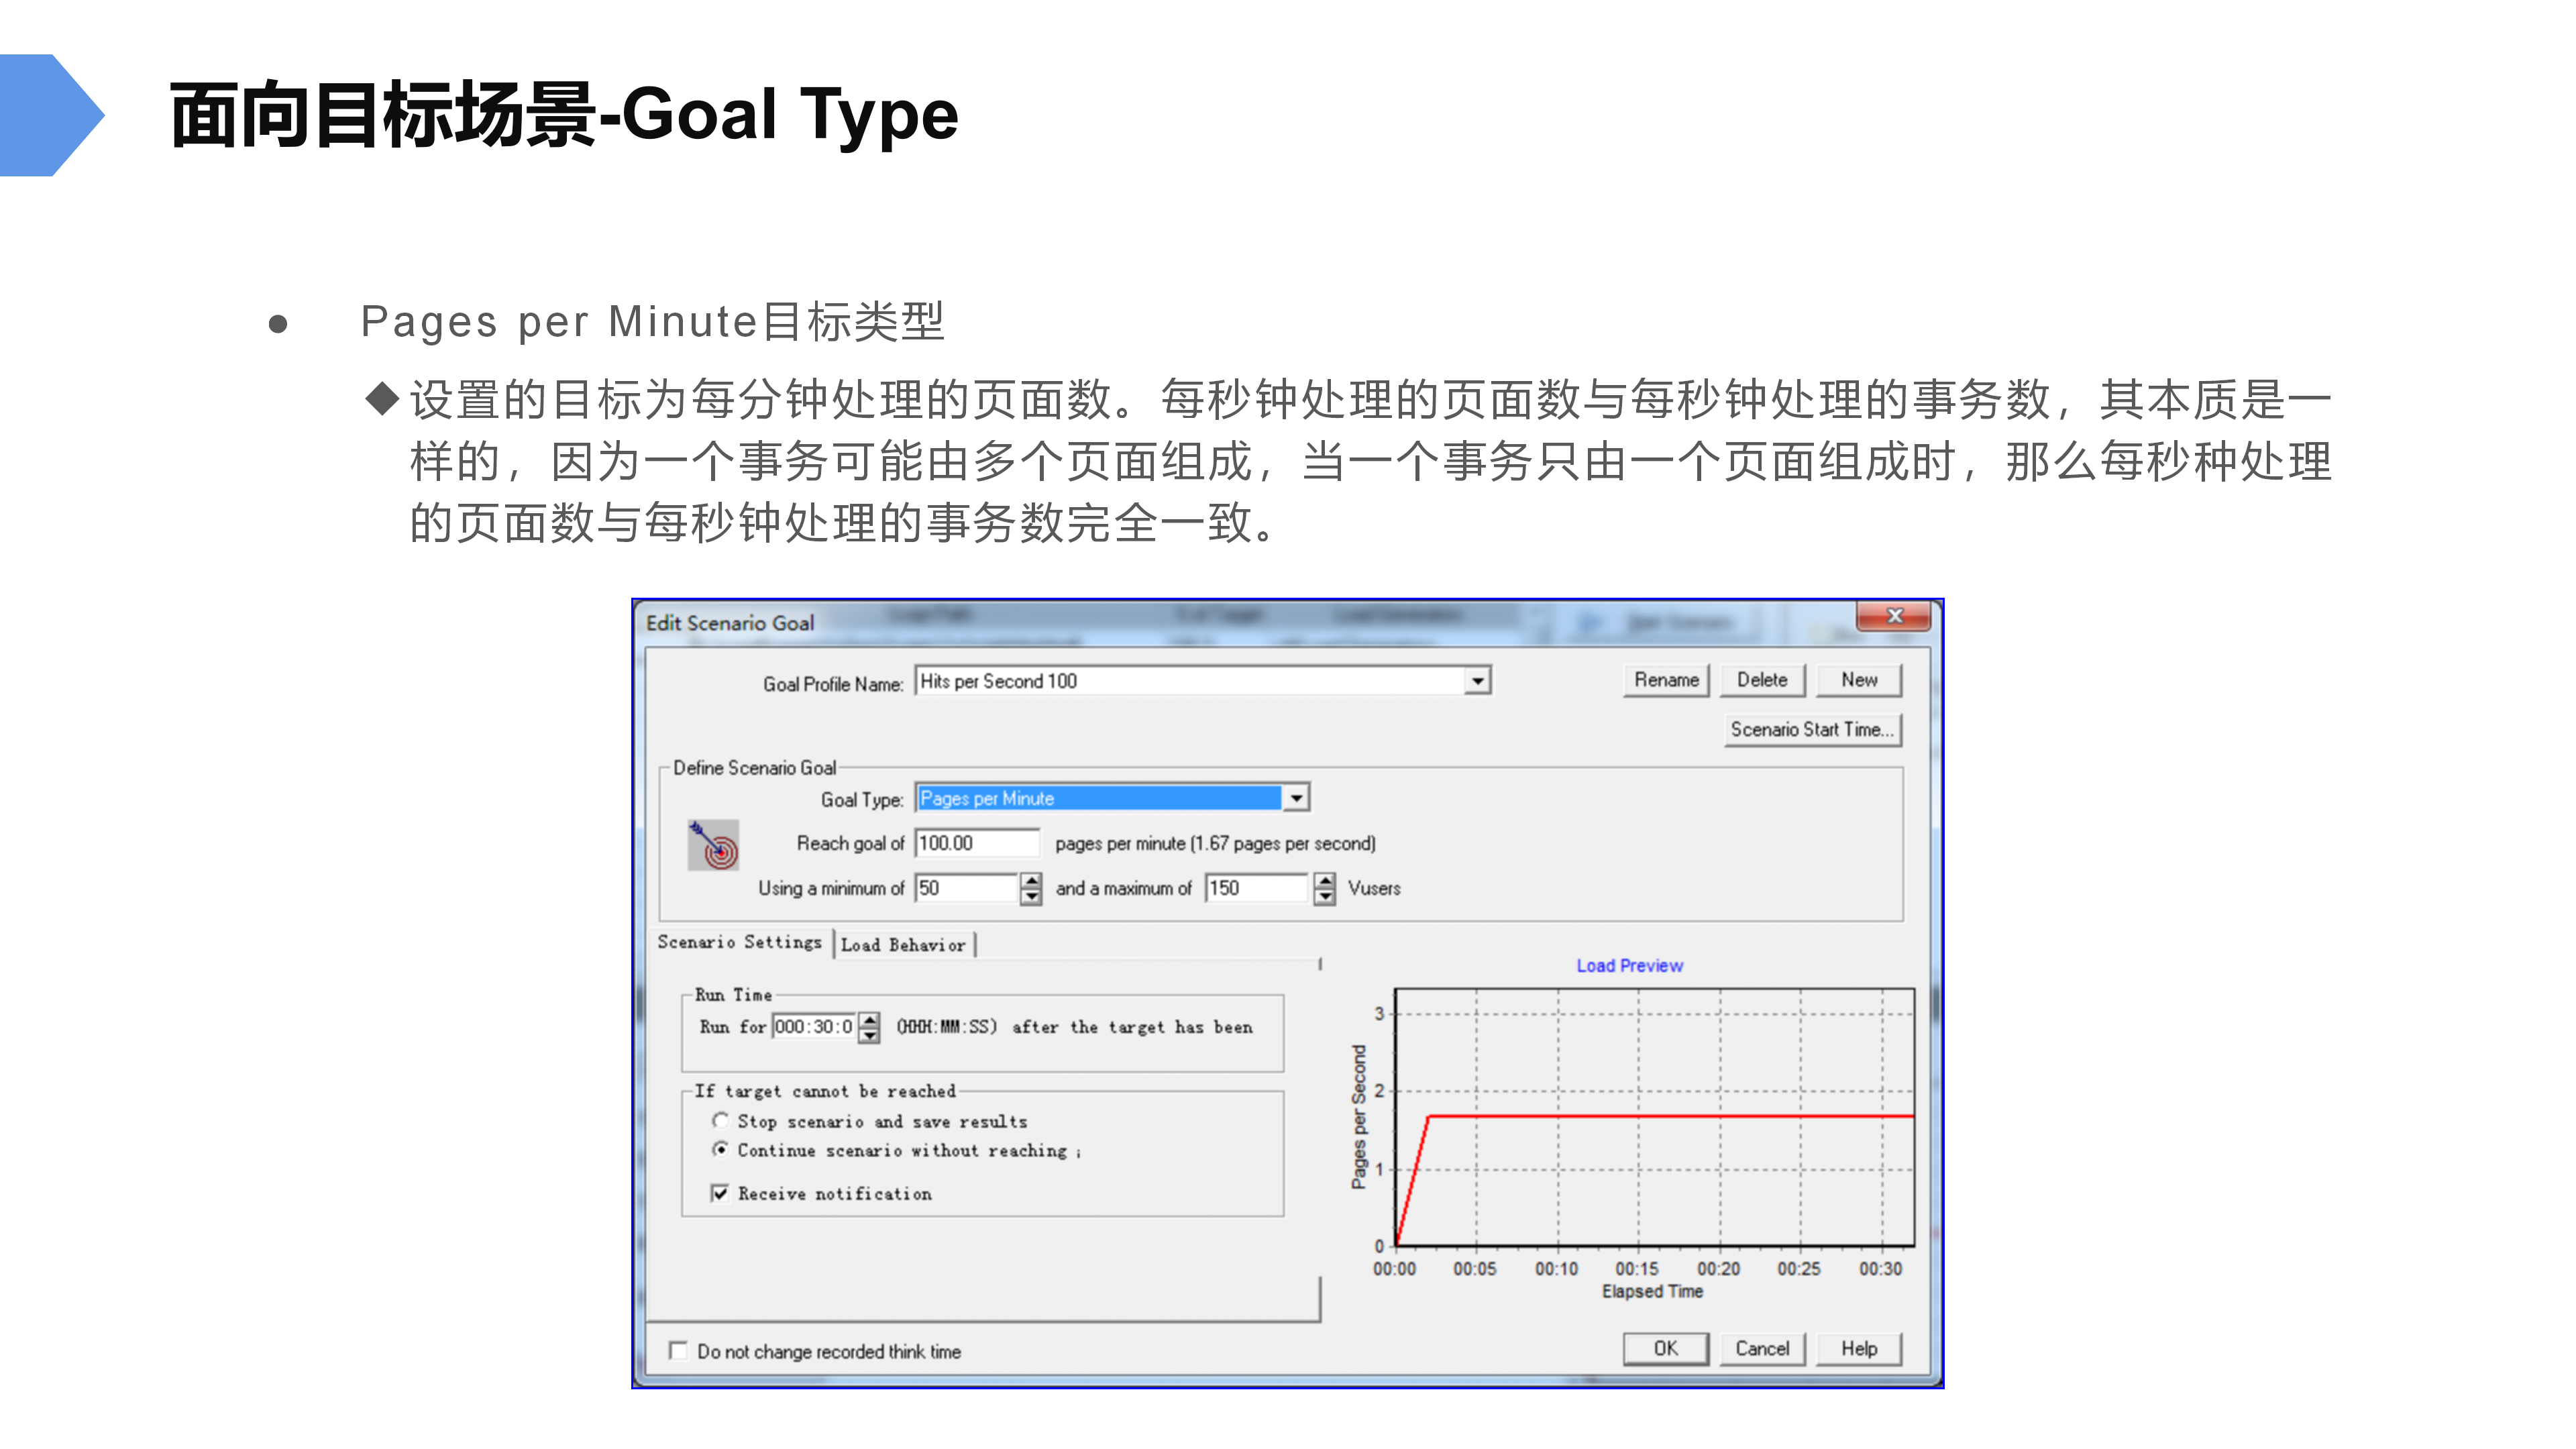 面向目标场景-Goal Type
● Pages per Minute目标类型
◆设置的目标为每分钟处理的页面数。每秒钟处理的页面数与每秒钟处理的事务数，其本质是一
样的，因为一个事务可能由多个页面组成，当一个事务只由一个页面组成时，那么每秒种处理
的页面数与每秒钟处理的事务数完全一致。
Edit Scenario Goal
Goal Profile Name: Hits per Second 100
Rename Delete New
Scenario Start Time...
Define Scenario Goal
Goal Type: Pages per Minute
Reach goal of 100.00 pages per minute (1.67 pages per second)
Using a minimum of 50 and a maximum of 150 Vusers
Scenario Settings Load Behavior
Run Time
Run for 000:30:0 (HHH:MM:SS) after the target has been
If target cannot be reached
Stop scenario and save results
Continue scenario without reaching
Receive notification
Load Preview
Pages per Second
3
2
1
0
00:00 00:05 00:10 00:15 00:20 00:25 00:30
Elapsed Time
Do not change recorded think time
OK Cancel Help